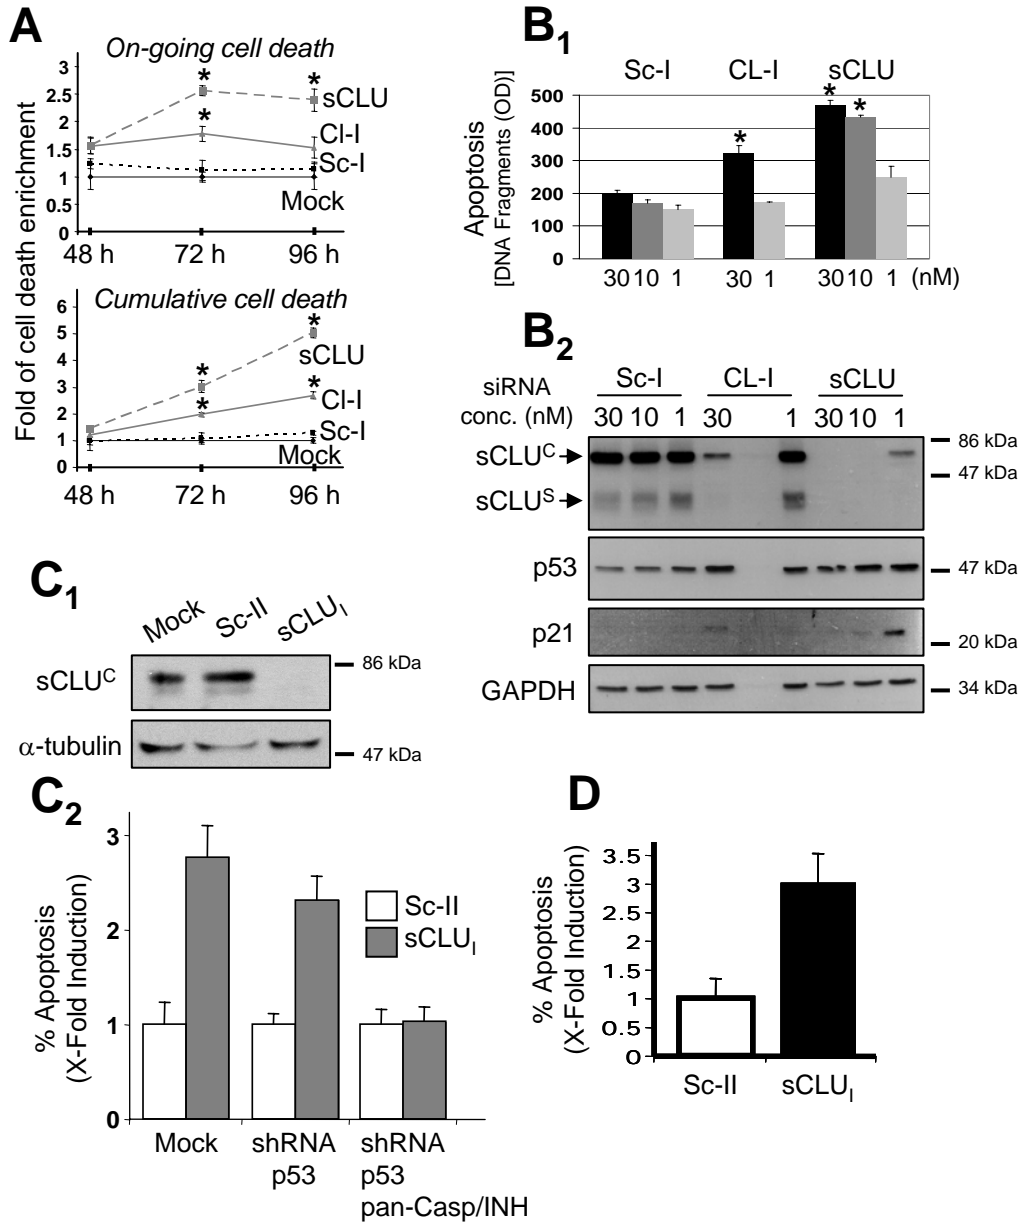 A
On-going cell death
3
2.5
2
1.5
1
0.5
0
sCLU
Cl-I
Sc-I
Mock
* * *
48 h 72 h 96 h
Fold of cell death enrichment
Cumulative cell death
6
5
4
3
2
1
0
sCLU
Cl-I
Sc-I
Mock
* * * *
48 h 72 h 96 h
B1
Sc-I CL-I sCLU
Apoptosis
[DNA Fragments (OD)]
500
400
300
200
100
0
* * *
30 10 1 30 1 30 10 1 (nM)
B2
siRNA Sc-I CL-I sCLU
conc. (nM) 30 10 1 30 1 30 10 1
sCLUC
sCLUS
86 kDa
47 kDa
p53 47 kDa
p21 20 kDa
GAPDH 34 kDa
C1
Mock Sc-II sCLUI
sCLUC 86 kDa
α-tubulin 47 kDa
C2
% Apoptosis
(X-Fold Induction)
3
2
1
0
Sc-II
sCLUI
Mock
shRNA
p53
shRNA
p53
pan-Casp/INH
D
% Apoptosis
(X-Fold Induction)
3.5
3
2.5
2
1.5
1
0.5
0
Sc-II sCLUI